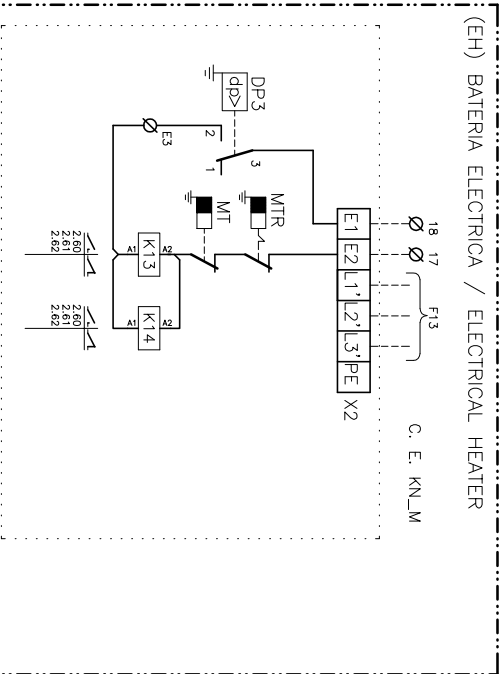 (EH) BATERIA ELECTRICA / ELECTRICAL HEATER
C. E. KN_M
18
17
F13
E1
E2
L1'
L2'
L3'
PE
X2
DP3
dp>
2
1
3
E3
MTR
MT
K13
A1
A2
K14
A1
A2
2.60
2.61
2.62
2.60
2.61
2.62